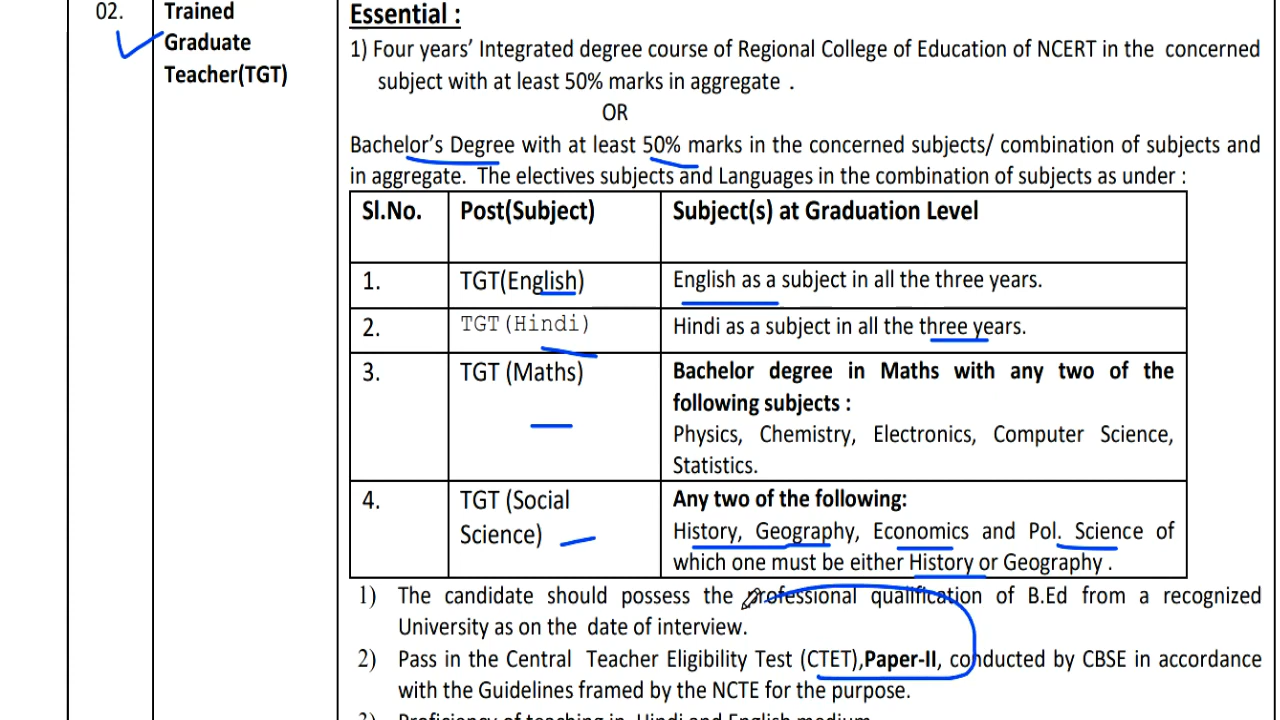 02.
Trained
Graduate
Teacher(TGT)
Essential :
1) Four years’ Integrated degree course of Regional College of Education of NCERT in the concerned
subject with at least 50% marks in aggregate .
OR
Bachelor’s Degree with at least 50% marks in the concerned subjects/ combination of subjects and
in aggregate. The electives subjects and Languages in the combination of subjects as under :
Sl.No. Post(Subject) Subject(s) at Graduation Level
1. TGT(English) English as a subject in all the three years.
2. TGT(Hindi) Hindi as a subject in all the three years.
3. TGT (Maths) Bachelor degree in Maths with any two of the
following subjects :
Physics, Chemistry, Electronics, Computer Science,
Statistics.
4. TGT (Social Any two of the following:
Science) History, Geography, Economics and Pol. Science of
which one must be either History or Geography .
1) The candidate should possess the professional qualification of B.Ed from a recognized
University as on the date of interview.
2) Pass in the Central Teacher Eligibility Test (CTET),Paper-II, conducted by CBSE in accordance
with the Guidelines framed by the NCTE for the purpose.
3) Proficiency of teaching in Hindi and English medium.